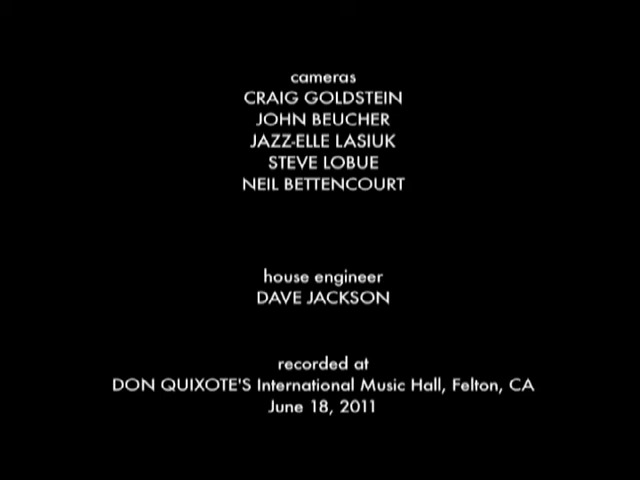 cameras
CRAIG GOLDSTEIN
JOHN BEUCHER
JAZZ-ELLE LASIUK
STEVE LOBUE
NEIL BETTENCOURT
house engineer
DAVE JACKSON
recorded at
DON QUIXOTE'S International Music Hall, Felton, CA
June 18, 2011